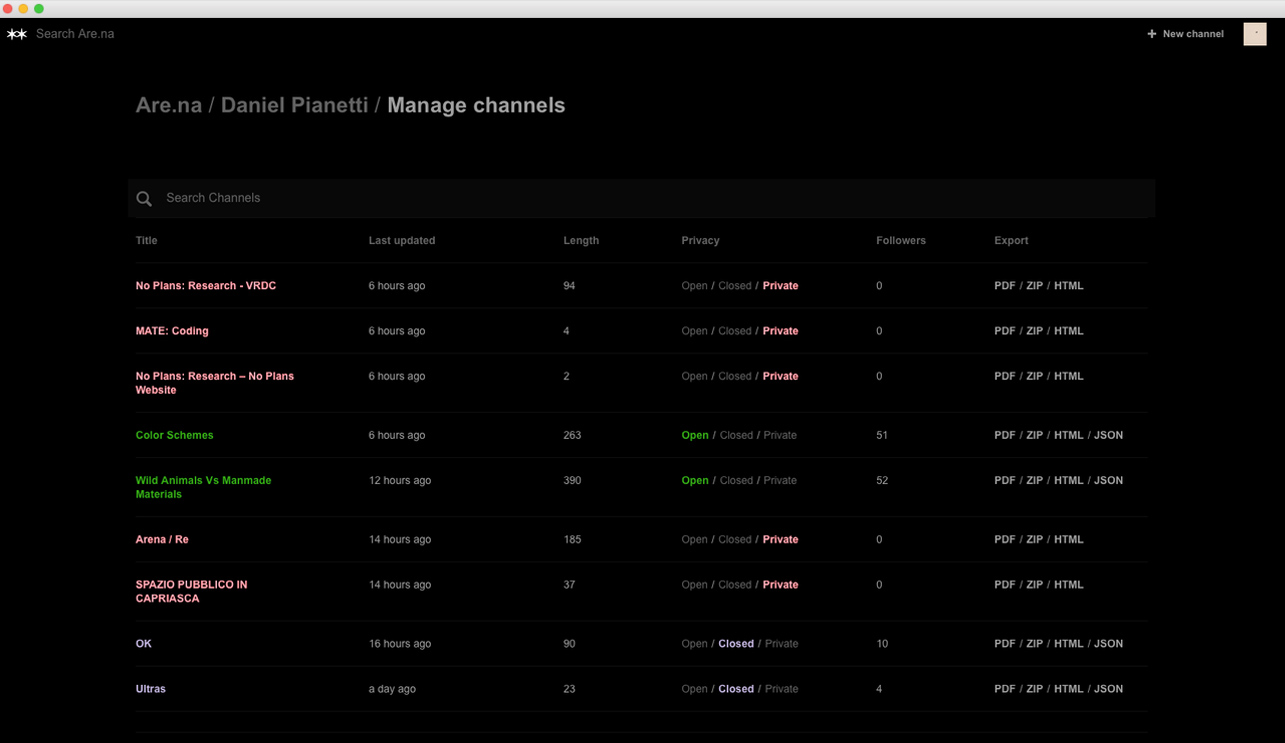 Search Are.na
+ New channel
Are.na / Daniel Pianetti / Manage channels
Search Channels
Title Last updated Length Privacy Followers Export
No Plans: Research - VRDC 6 hours ago 94 Open / Closed / Private 0 PDF / ZIP / HTML
MATE: Coding 6 hours ago 4 Open / Closed / Private 0 PDF / ZIP / HTML
No Plans: Research – No Plans 6 hours ago 2 Open / Closed / Private 0 PDF / ZIP / HTML
Website
Color Schemes 6 hours ago 263 Open / Closed / Private 51 PDF / ZIP / HTML / JSON
Wild Animals Vs Manmade 12 hours ago 390 Open / Closed / Private 52 PDF / ZIP / HTML / JSON
Materials
Arena / Re 14 hours ago 185 Open / Closed / Private 0 PDF / ZIP / HTML
SPAZIO PUBBLICO IN 14 hours ago 37 Open / Closed / Private 0 PDF / ZIP / HTML
CAPRIASCA
OK 16 hours ago 90 Open / Closed / Private 10 PDF / ZIP / HTML / JSON
Ultras a day ago 23 Open / Closed / Private 4 PDF / ZIP / HTML / JSON